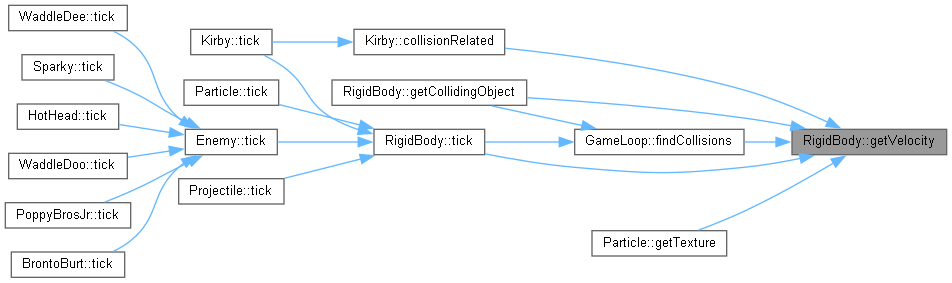 WaddleDee::tick
Sparky::tick
HotHead::tick
WaddleDoo::tick
PoppyBrosJr::tick
BrontoBurt::tick
Enemy::tick
Kirby::tick
Particle::tick
Projectile::tick
Kirby::collisionRelated
RigidBody::getCollidingObject
RigidBody::tick
GameLoop::findCollisions
Particle::getTexture
RigidBody::getVelocity